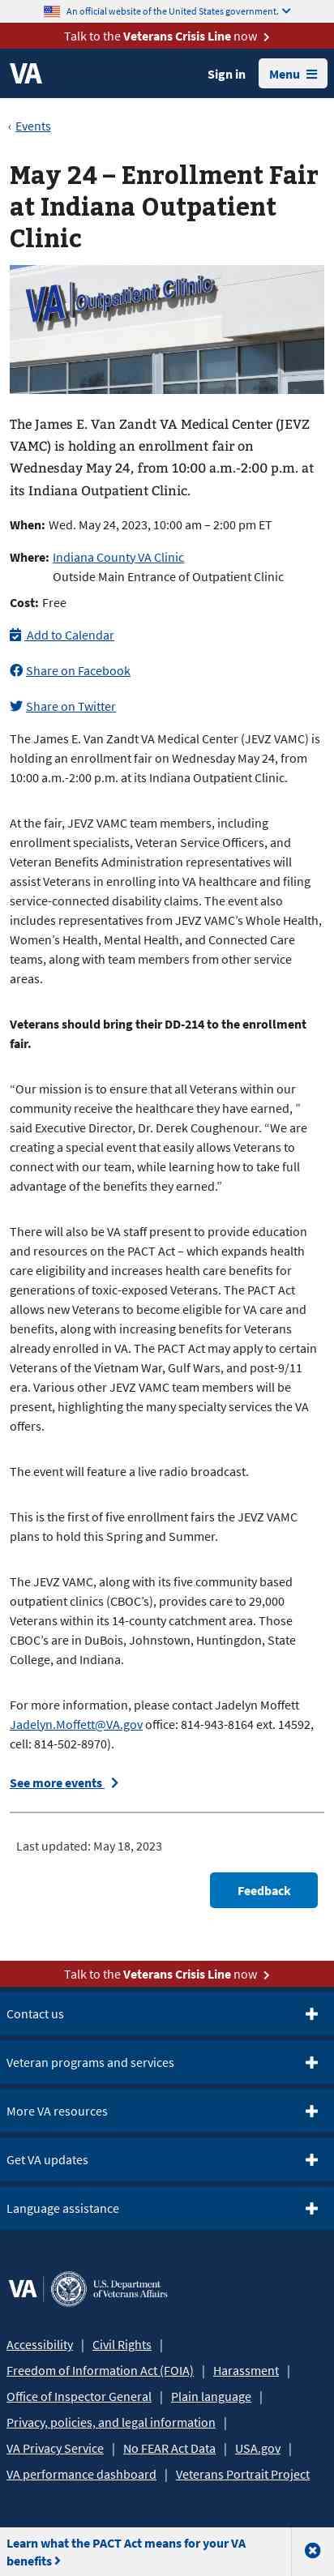 An official website of the United States government.
Talk to the Veterans Crisis Line now
VA
Sign in
Menu
‹ Events
May 24 – Enrollment Fair
at Indiana Outpatient
Clinic
VA Outpatient Clinic
The James E. Van Zandt VA Medical Center (JEVZ
VAMC) is holding an enrollment fair on
Wednesday May 24, from 10:00 a.m.-2:00 p.m. at
its Indiana Outpatient Clinic.
When: Wed. May 24, 2023, 10:00 am – 2:00 pm ET
Where: Indiana County VA Clinic
Outside Main Entrance of Outpatient Clinic
Cost: Free
Add to Calendar
Share on Facebook
Share on Twitter
The James E. Van Zandt VA Medical Center (JEVZ VAMC) is
holding an enrollment fair on Wednesday May 24, from
10:00 a.m.-2:00 p.m. at its Indiana Outpatient Clinic.
At the fair, JEVZ VAMC team members, including
enrollment specialists, Veteran Service Officers, and
Veteran Benefits Administration representatives will
assist Veterans in enrolling into VA healthcare and filing
service-connected disability claims. The event also
includes representatives from JEVZ VAMC’s Whole Health,
Women’s Health, Mental Health, and Connected Care
teams, along with team members from other service
areas.
Veterans should bring their DD-214 to the enrollment
fair.
“Our mission is to ensure that all Veterans within our
community receive the healthcare they have earned, ”
said Executive Director, Dr. Derek Coughenour. “We are
creating a special event that easily allows Veterans to
connect with our team, while learning how to take full
advantage of the benefits they earned.”
There will also be VA staff present to provide education
and resources on the PACT Act – which expands health
care eligibility and increases health care benefits for
generations of toxic-exposed Veterans. The PACT Act
allows new Veterans to become eligible for VA care and
benefits, along with increasing benefits for Veterans
already enrolled in VA. The PACT Act may apply to certain
Veterans of the Vietnam War, Gulf Wars, and post-9/11
era. Various other JEVZ VAMC team members will be
present, highlighting the many specialty services the VA
offers.
The event will feature a live radio broadcast.
This is the first of five enrollment fairs the JEVZ VAMC
plans to hold this Spring and Summer.
The JEVZ VAMC, along with its five community based
outpatient clinics (CBOC’s), provides care to 29,000
Veterans within its 14-county catchment area. Those
CBOC’s are in DuBois, Johnstown, Huntingdon, State
College, and Indiana.
For more information, please contact Jadelyn Moffett
Jadelyn.Moffett@VA.gov office: 814-943-8164 ext. 14592,
cell: 814-502-8970).
See more events
Last updated: May 18, 2023
Feedback
Talk to the Veterans Crisis Line now
Contact us
Veteran programs and services
More VA resources
Get VA updates
Language assistance
VA U.S. Department
of Veterans Affairs
Accessibility | Civil Rights |
Freedom of Information Act (FOIA) | Harassment |
Office of Inspector General | Plain language |
Privacy, policies, and legal information |
VA Privacy Service | No FEAR Act Data | USA.gov |
VA performance dashboard | Veterans Portrait Project
Learn what the PACT Act means for your VA
benefits